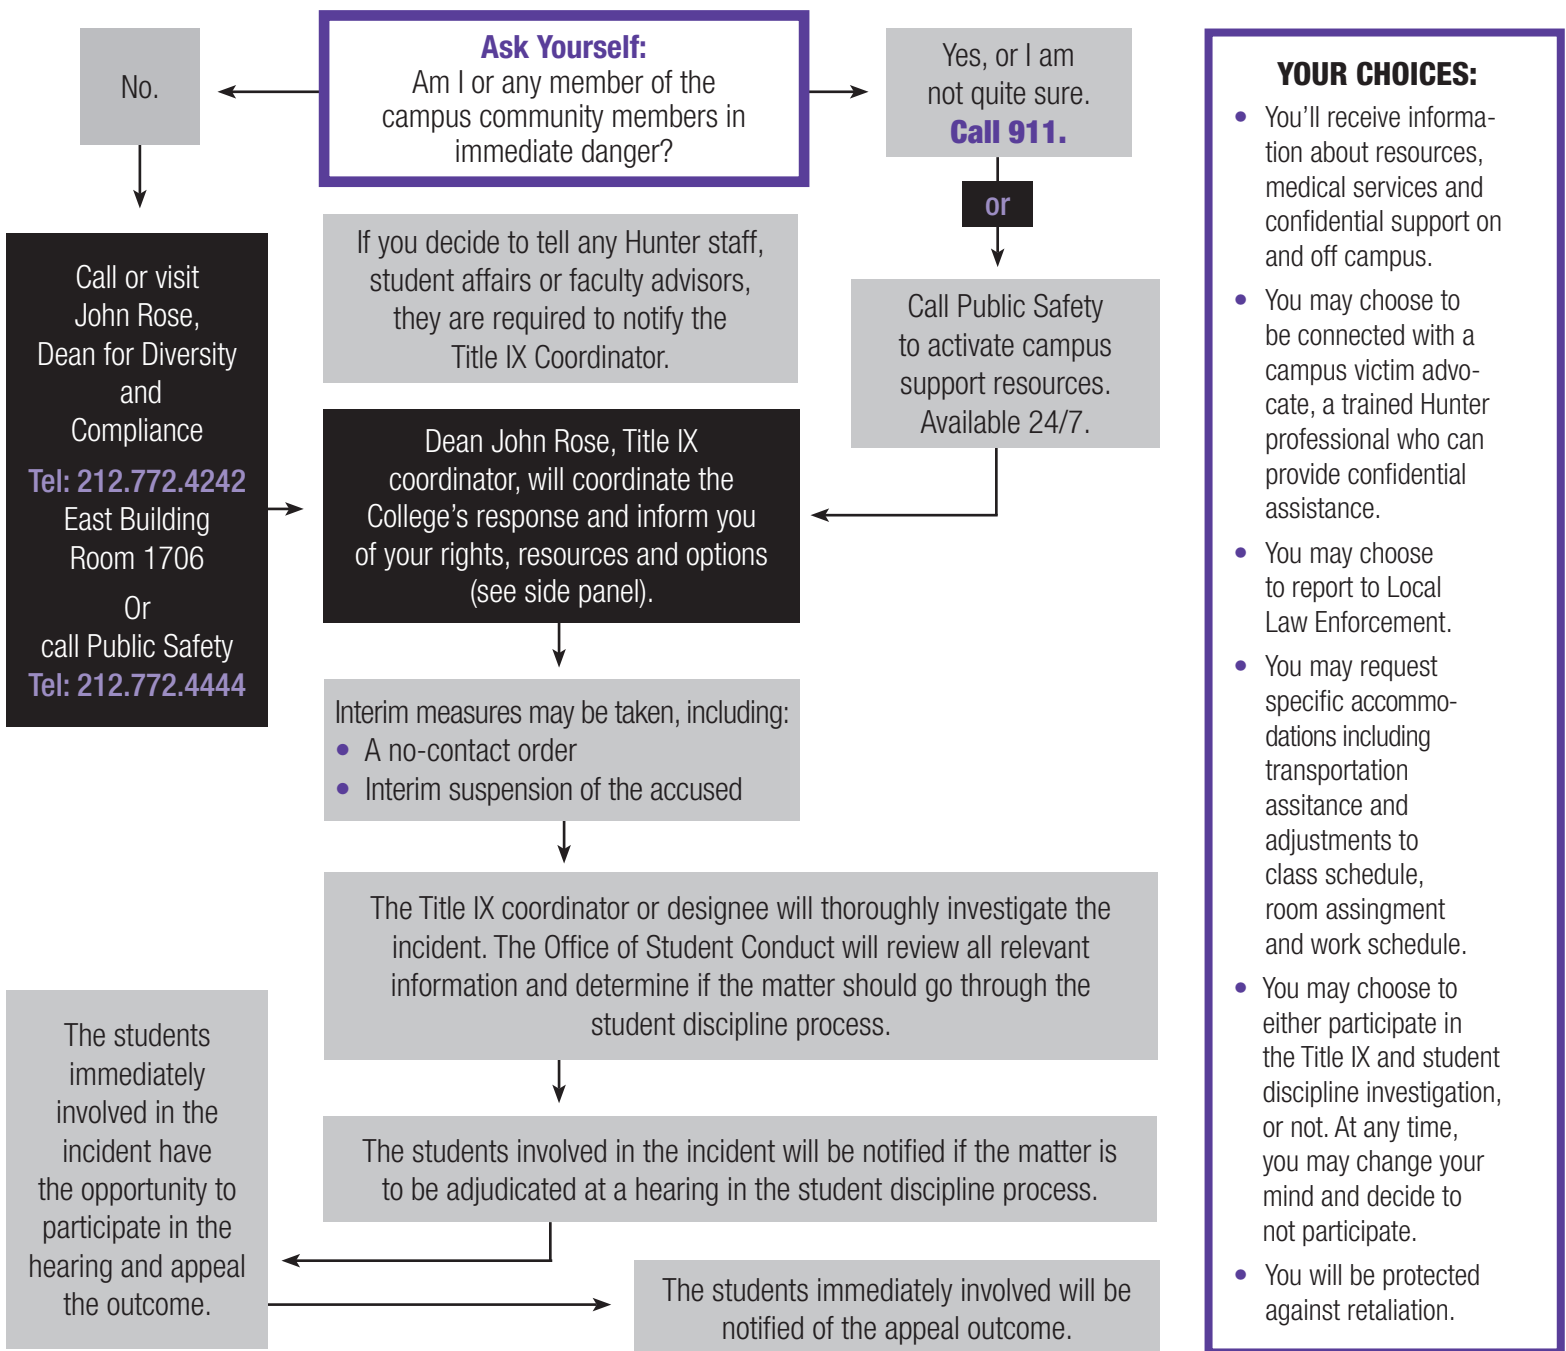 Ask Yourself:
Am I or any member of the
campus community members in
immediate danger?
No.
Yes, or I am
not quite sure.
Call 911.
or
Call Public Safety
to activate campus
support resources.
Available 24/7.
If you decide to tell any Hunter staff,
student affairs or faculty advisors,
they are required to notify the
Title IX Coordinator.
Call or visit
John Rose,
Dean for Diversity
and
Compliance
Tel: 212.772.4242
East Building
Room 1706
Or
call Public Safety
Tel: 212.772.4444
Dean John Rose, Title IX
coordinator, will coordinate the
College’s response and inform you
of your rights, resources and options
(see side panel).
Interim measures may be taken, including:
• A no-contact order
• Interim suspension of the accused
The Title IX coordinator or designee will thoroughly investigate the
incident. The Office of Student Conduct will review all relevant
information and determine if the matter should go through the
student discipline process.
The students involved in the incident will be notified if the matter is
to be adjudicated at a hearing in the student discipline process.
The students
immediately
involved in the
incident have
the opportunity to
participate in the
hearing and appeal
the outcome.
The students immediately involved will be
notified of the appeal outcome.
YOUR CHOICES:
• You’ll receive informa-
tion about resources,
medical services and
confidential support on
and off campus.
• You may choose to
be connected with a
campus victim advo-
cate, a trained Hunter
professional who can
provide confidential
assistance.
• You may choose
to report to Local
Law Enforcement.
• You may request
specific accommo-
dations including
transportation
assitance and
adjustments to
class schedule,
room assingment
and work schedule.
• You may choose to
either participate in
the Title IX and student
discipline investigation,
or not. At any time,
you may change your
mind and decide to
not participate.
• You will be protected
against retaliation.